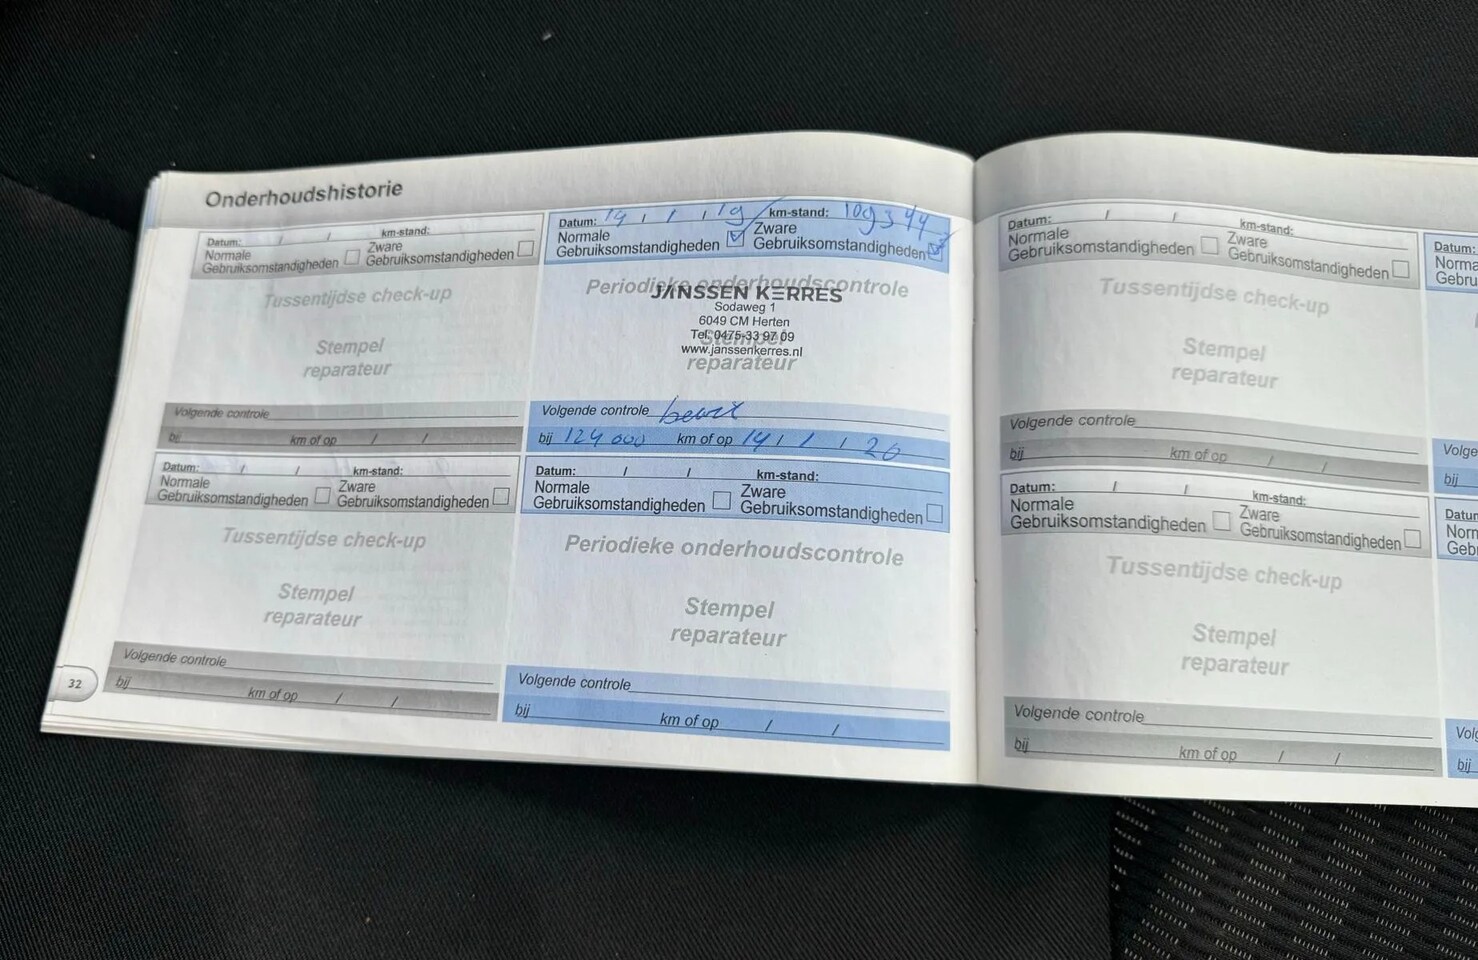 Onderhoudshistorie
Datum: / / km-stand:
Normale Gebruiksomstandigheden
Zware Gebruiksomstandigheden
Tussentijdse check-up
Stempel
reparateur
Volgende controle
bij km of op / /
Datum: 14 / 1 / 19 km-stand: 109344
Normale Gebruiksomstandigheden
Zware Gebruiksomstandigheden
Periodieke onderhoudscontrole
JANSSEN KERRES
Sodaweg 1
6049 CM Herten
Tel. 0475-33 97 09
www.janssenkerres.nl
Stempel
reparateur
Volgende controle beurt
bij 124 000 km of op 14 / 1 / 20
Datum: / / km-stand:
Normale Gebruiksomstandigheden
Zware Gebruiksomstandigheden
Tussentijdse check-up
Stempel
reparateur
Volgende controle
bij km of op / /
Datum: / / km-stand:
Normale Gebruiksomstandigheden
Zware Gebruiksomstandigheden
Periodieke onderhoudscontrole
Stempel
reparateur
Volgende controle
bij km of op / /
32
Datum: / / km-stand:
Normale Gebruiksomstandigheden
Zware Gebruiksomstandigheden
Tussentijdse check-up
Stempel
reparateur
Volgende controle
bij km of op / /
Datum: / / km-stand:
Normale Gebruiksomstandigheden
Zware Gebruiksomstandigheden
Tussentijdse check-up
Stempel
reparateur
Volgende controle
bij km of op / /
Datum:
bij
bij